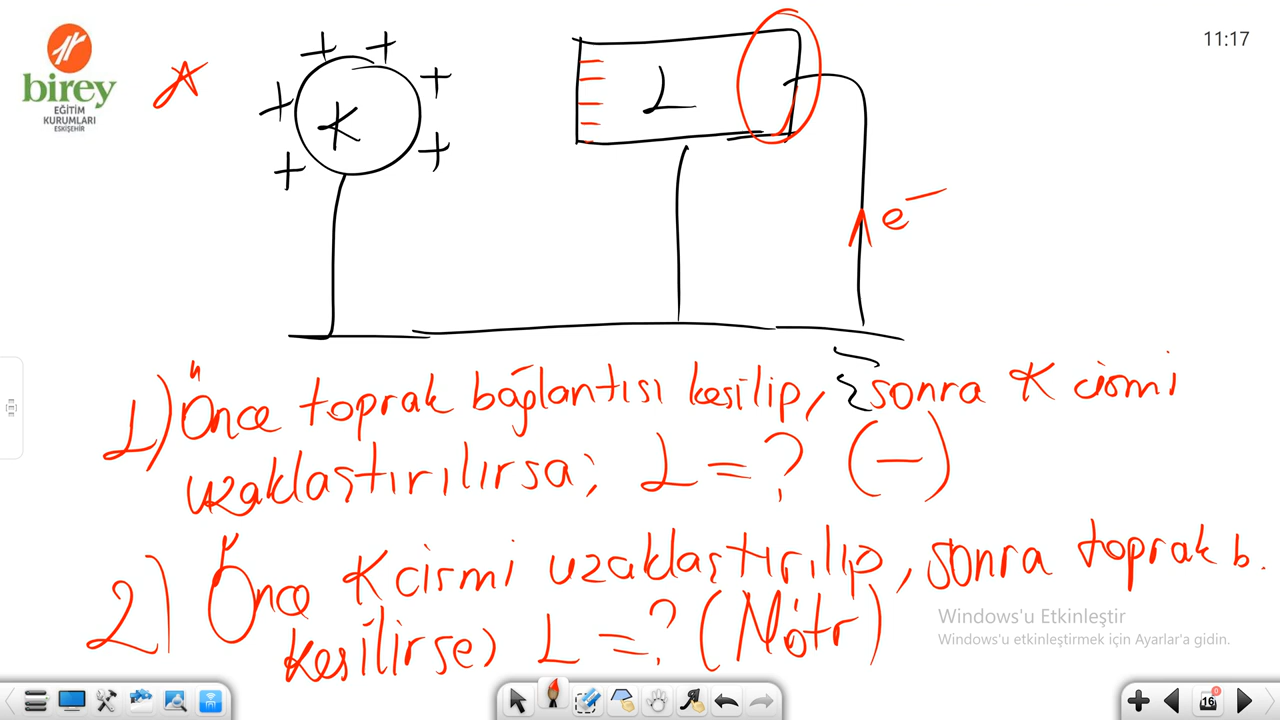 birey
EĞİTİM
KURUMLARI
ESKİŞEHİR
11:17
+ + + + + + +
K
L
e⁻
1) Önce toprak bağlantısı kesilip, sonra K cismi
uzaklaştırılırsa; L = ? (-)
2) Önce K cismi uzaklaştırılıp, sonra toprak b.
kesilirse; L = ? (Nötr)
Windows'u Etkinleştir
Windows'u etkinleştirmek için Ayarlar'a gidin.
16